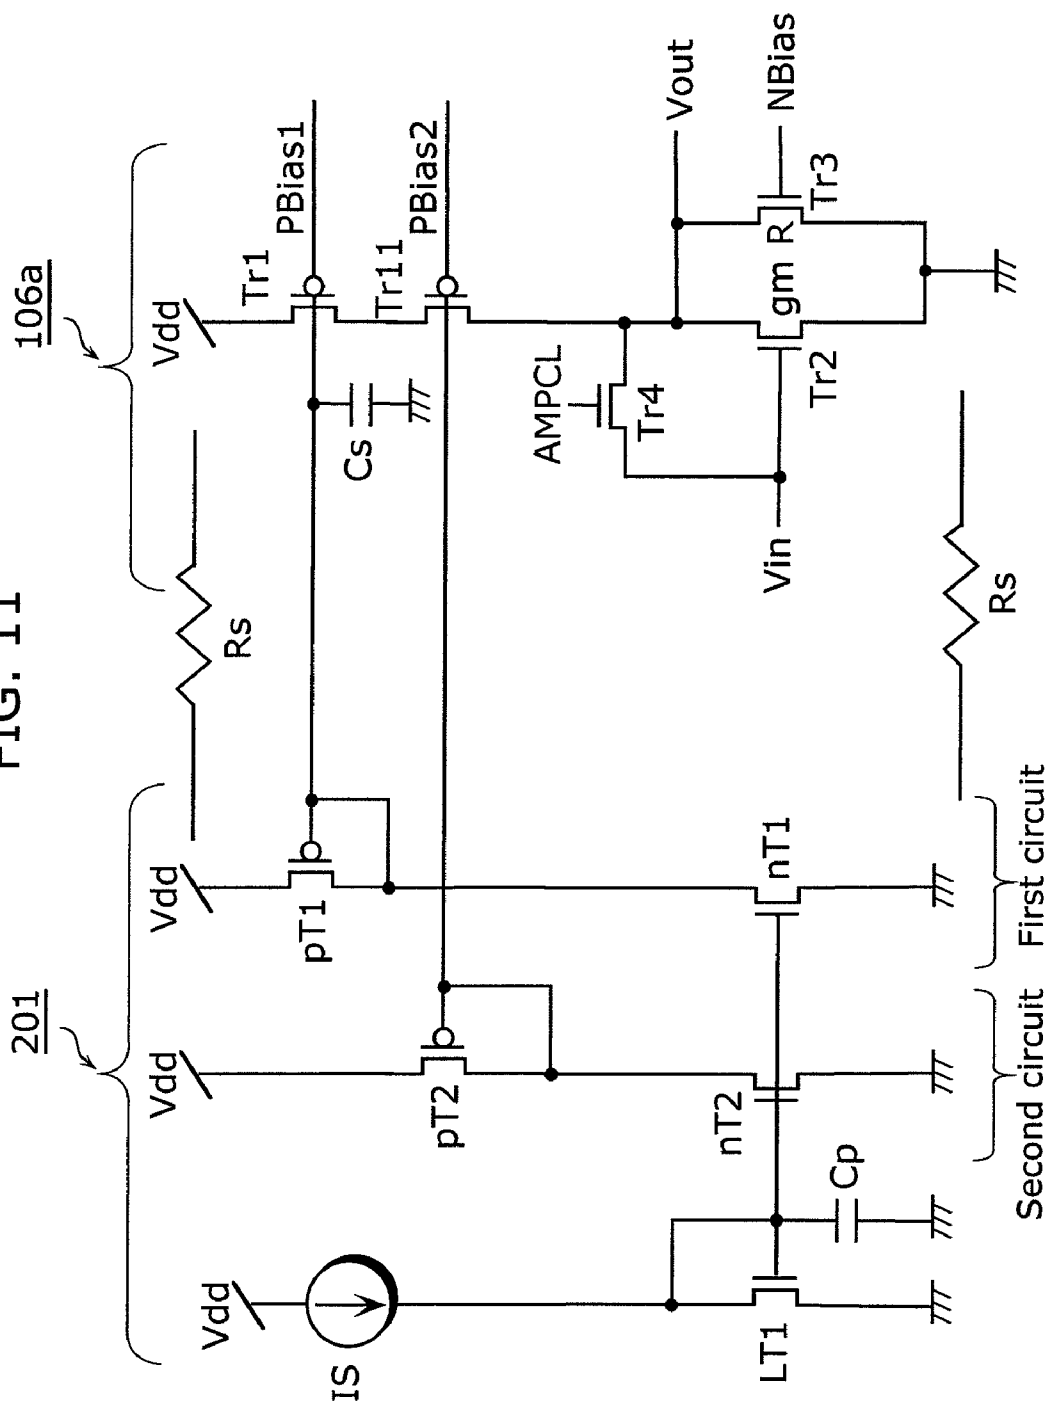 FIG. 11
201
106a
Vdd
Vdd
Vdd
Vdd
Rs
Tr1
PBias1
Tr11
PBias2
IS
pT1
pT2
Cs
AMPCL
Tr4
Vout
NBias
Vin
gm
R
Tr2
Tr3
LT1
Cp
nT2
nT1
Rs
Second circuit
First circuit